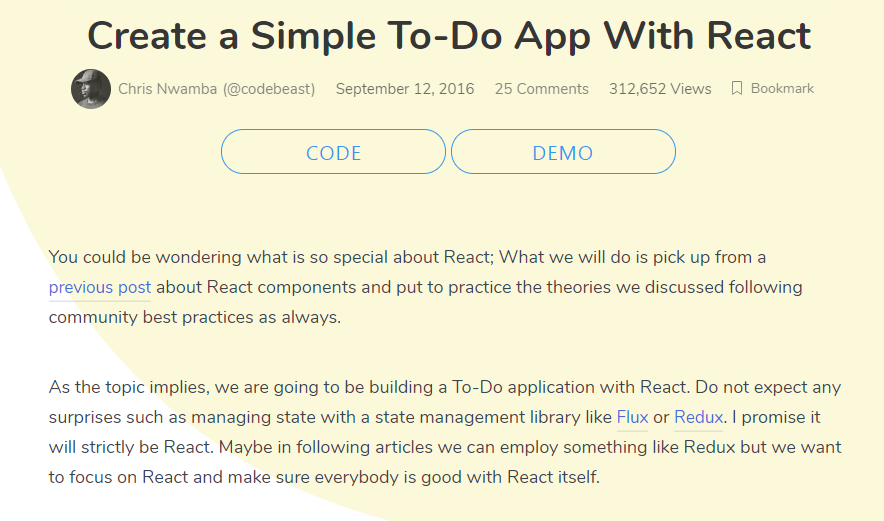 Create a Simple To-Do App With React
Chris Nwamba (@codebeast) September 12, 2016 25 Comments 312,652 Views Bookmark
CODE DEMO
You could be wondering what is so special about React; What we will do is pick up from a
previous post about React components and put to practice the theories we discussed following
community best practices as always.
As the topic implies, we are going to be building a To-Do application with React. Do not expect any
surprises such as managing state with a state management library like Flux or Redux. I promise it
will strictly be React. Maybe in following articles we can employ something like Redux but we want
to focus on React and make sure everybody is good with React itself.